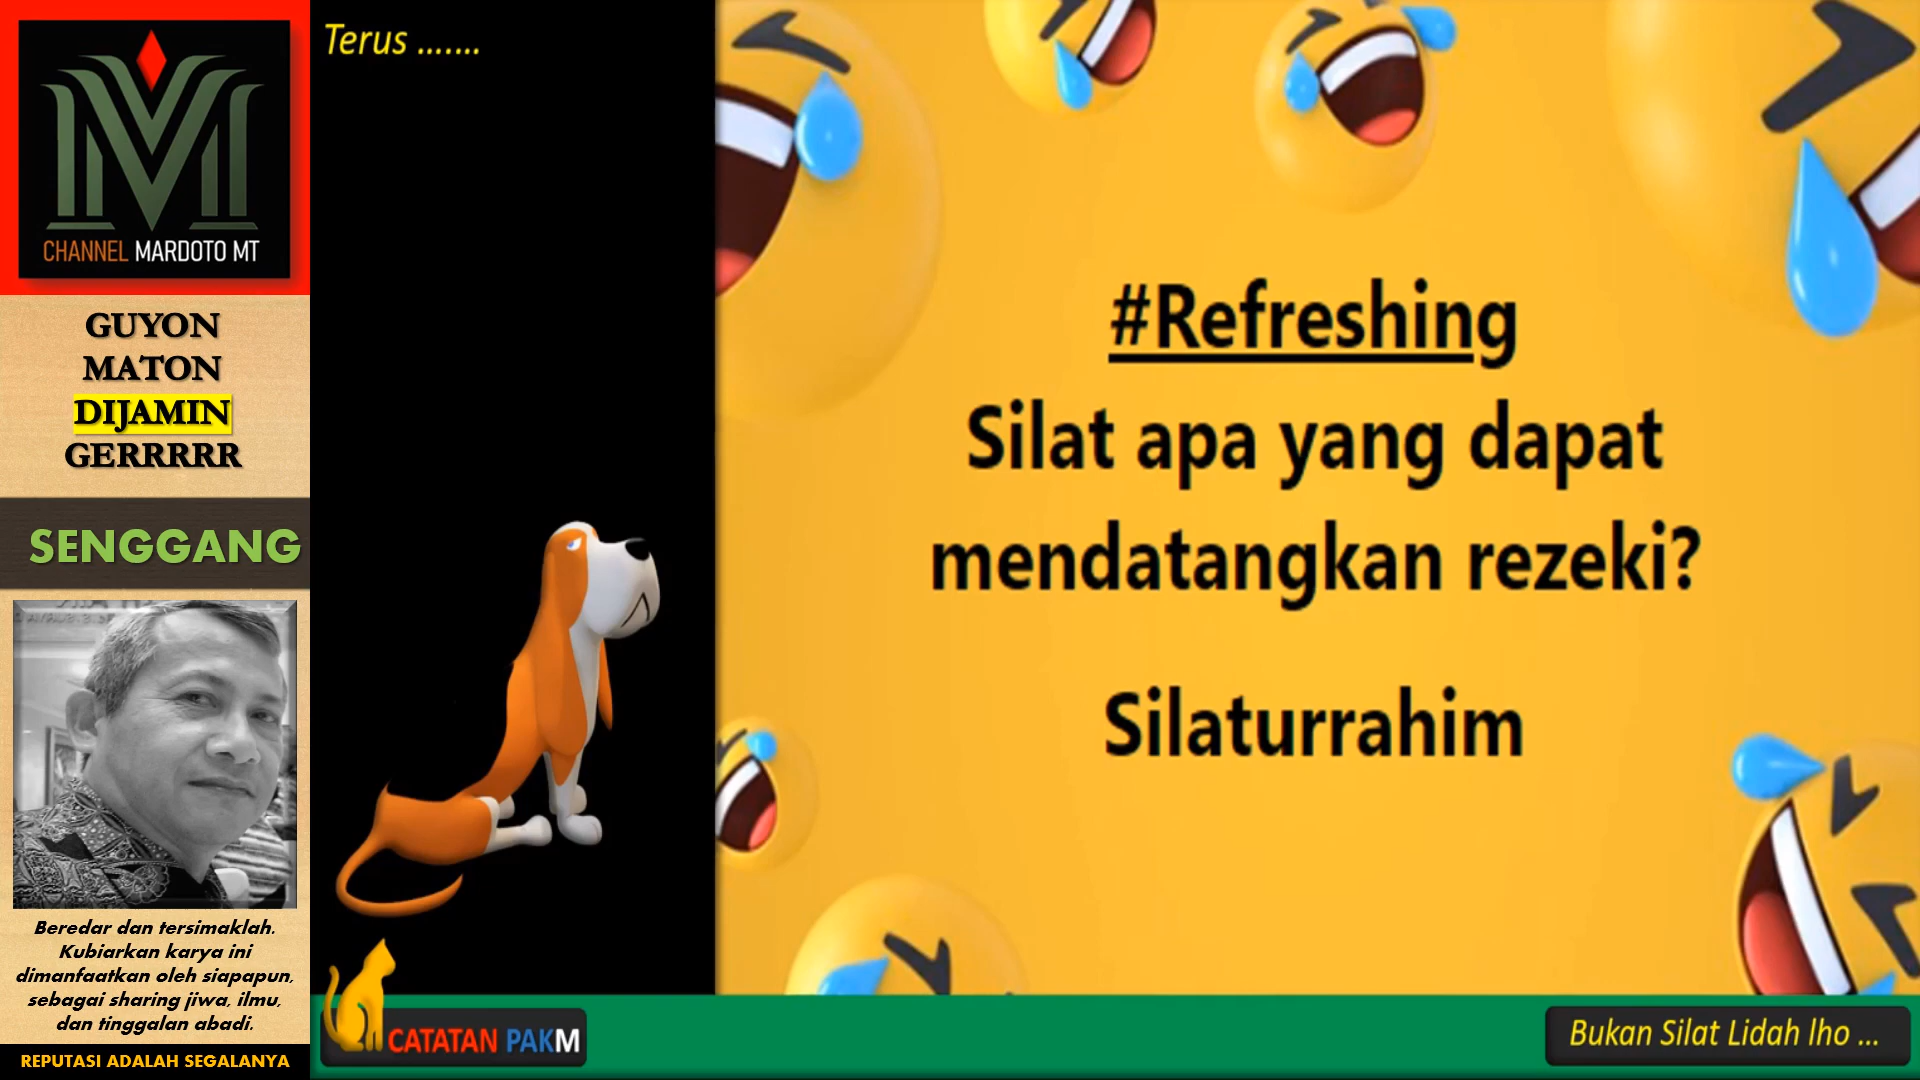 CHANNEL MARDOTO MT
GUYON
MATON
DIJAMIN
GERRRRR
SENGGANG
Beredar dan tersimaklah.
Kubiarkan karya ini
dimanfaatkan oleh siapapun,
sebagai sharing jiwa, ilmu,
dan tinggalan abadi.
REPUTASI ADALAH SEGALANYA
Terus .......
#Refreshing
Silat apa yang dapat
mendatangkan rezeki?
Silaturrahim
CATATAN PAKM
Bukan Silat Lidah lho ...